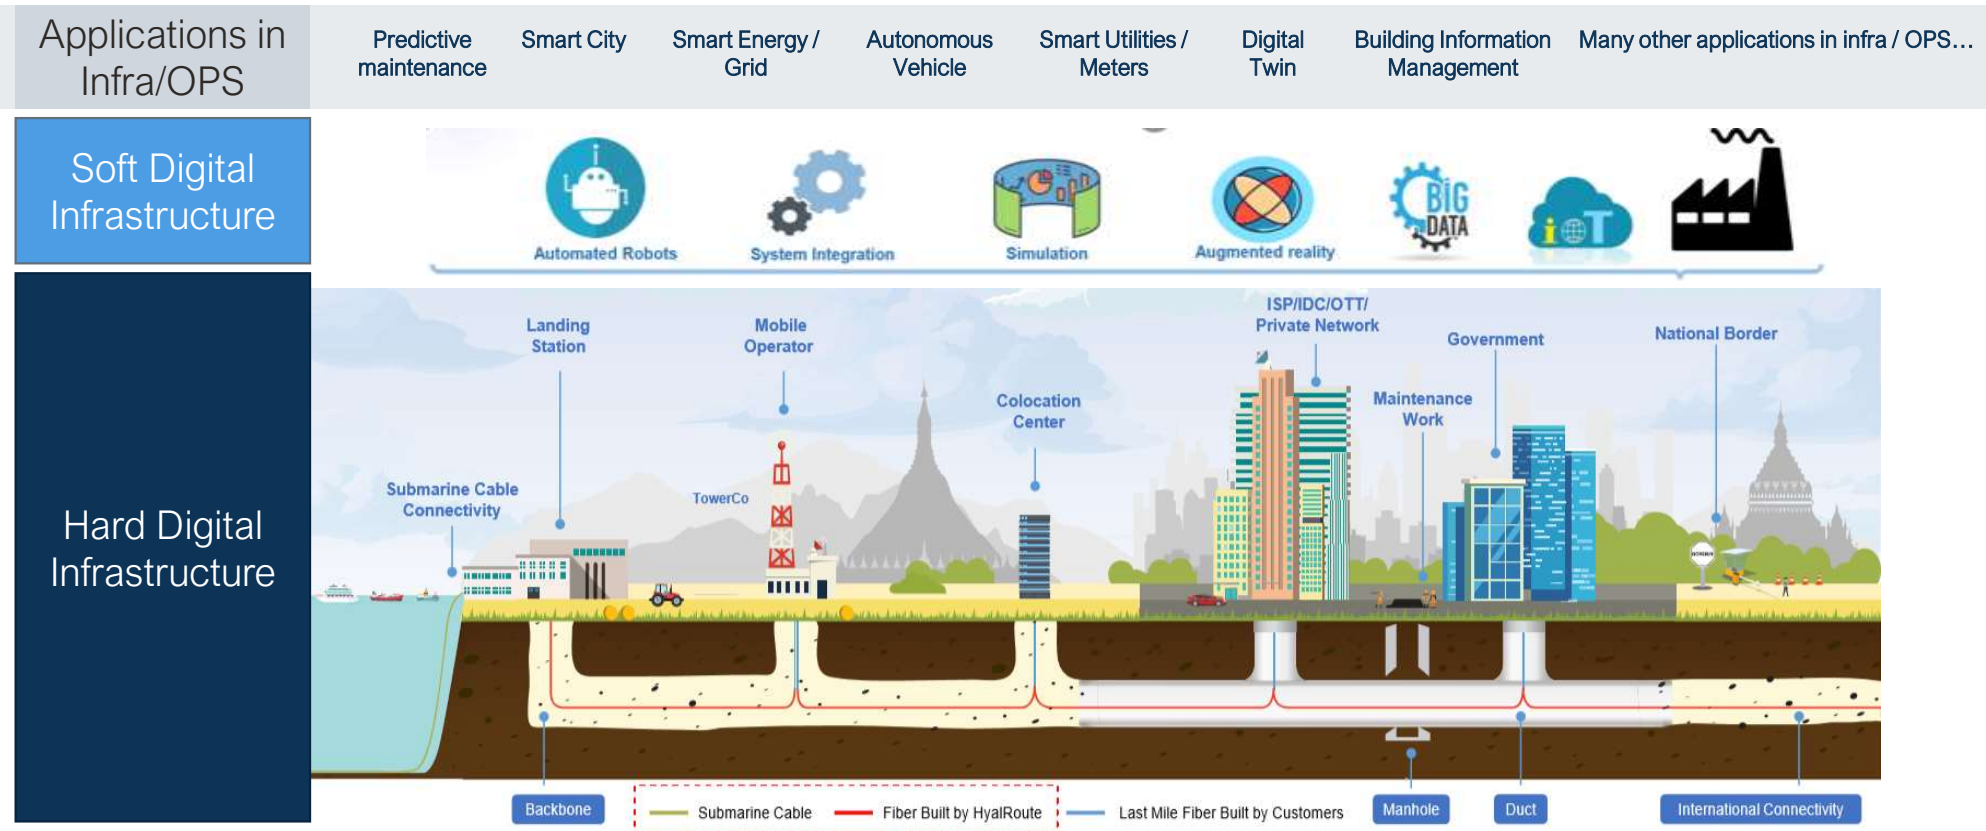 Applications in
Infra/OPS
Predictive
maintenance
Smart City
Smart Energy /
Grid
Autonomous
Vehicle
Smart Utilities /
Meters
Digital
Twin
Building Information
Management
Many other applications in infra / OPS...
Soft Digital
Infrastructure
Automated Robots
System Integration
Simulation
Augmented reality
BIG
DATA
ioT
Hard Digital
Infrastructure
Submarine Cable
Connectivity
Landing
Station
TowerCo
Mobile
Operator
Colocation
Center
ISP/IDC/OTT/
Private Network
Maintenance
Work
Government
National Border
Backbone
Submarine Cable
Fiber Built by HyalRoute
Last Mile Fiber Built by Customers
Manhole
Duct
International Connectivity